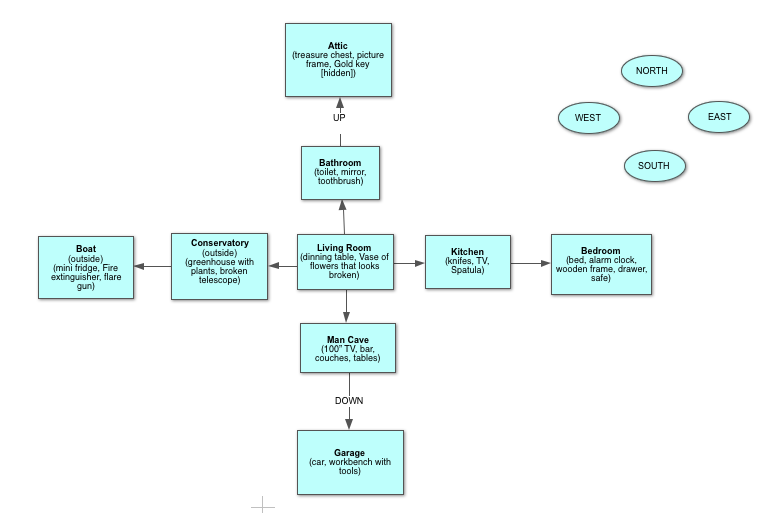 Attic
(treasure chest, picture
frame, Gold key
[hidden])
NORTH
WEST
EAST
SOUTH
UP
Bathroom
(toilet, mirror,
toothbrush)
Boat
(outside)
(mini fridge, Fire
extinguisher, flare
gun)
Conservatory
(outside)
(greenhouse with
plants, broken
telescope)
Living Room
(dinning table, Vase of
flowers that looks
broken)
Kitchen
(knifes, TV,
Spatula)
Bedroom
(bed, alarm clock,
wooden frame, drawer,
safe)
Man Cave
(100" TV, bar,
couches, tables)
DOWN
Garage
(car, workbench with
tools)